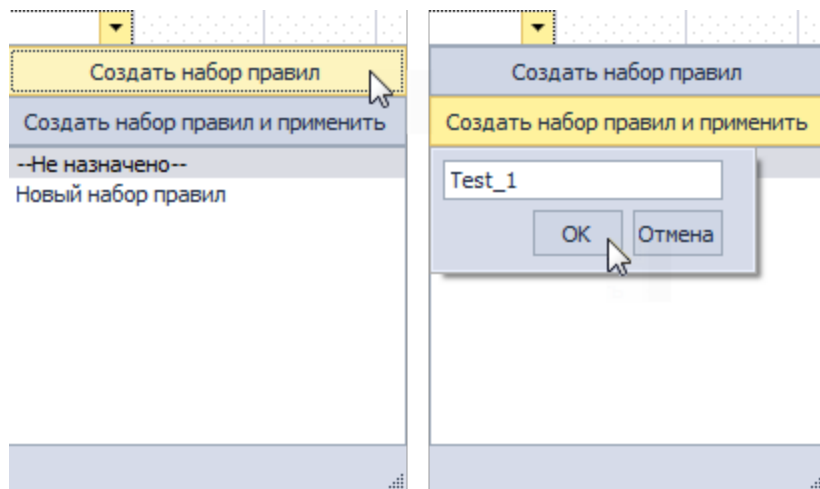 Создать набор правил
Создать набор правил и применить
--Не назначено--
Новый набор правил
Создать набор правил
Создать набор правил и применить
Test_1
ОК
Отмена